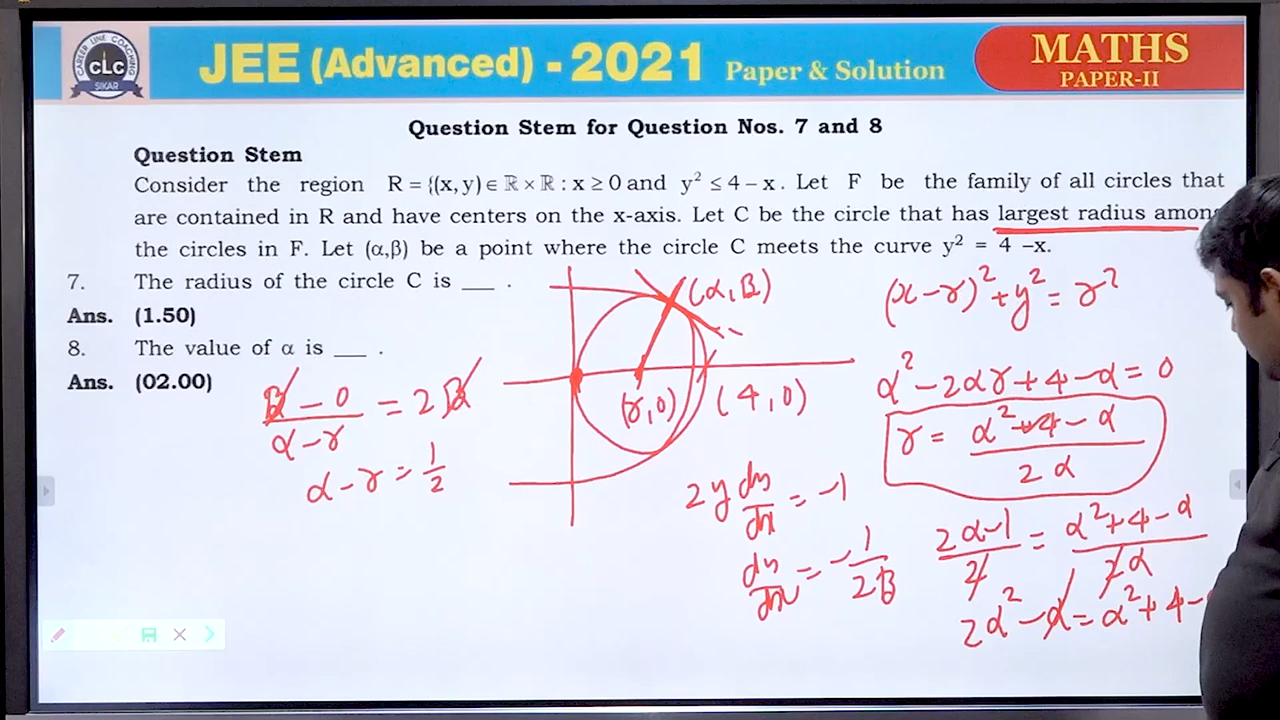 CAREER LINE COACHING
CLC
SIKAR
JEE (Advanced) - 2021 Paper & Solution
MATHS
PAPER-II
Question Stem for Question Nos. 7 and 8
Question Stem
Consider the region R = {(x, y) ∈ ℝ × ℝ : x ≥ 0 and y² ≤ 4 – x. Let F be the family of all circles that
are contained in R and have centers on the x-axis. Let C be the circle that has largest radius among
the circles in F. Let (α,β) be a point where the circle C meets the curve y² = 4 –x.
7. The radius of the circle C is ___ .
Ans. (1.50)
8. The value of α is ___ .
Ans. (02.00)
(β – 0)/(α – r) = 2β
α – r = 1/2
(α, β)
(r, 0)
(4, 0)
2y dy/dx = –1
dy/dx = – 1/2β
(x – r)² + y² = r²
α² – 2αr + 4 – α = 0
r = (α² + 4 – α)/2α
(2α – 1)/2 = (α² + 4 – α)/2α
2α² – α = α² + 4 –